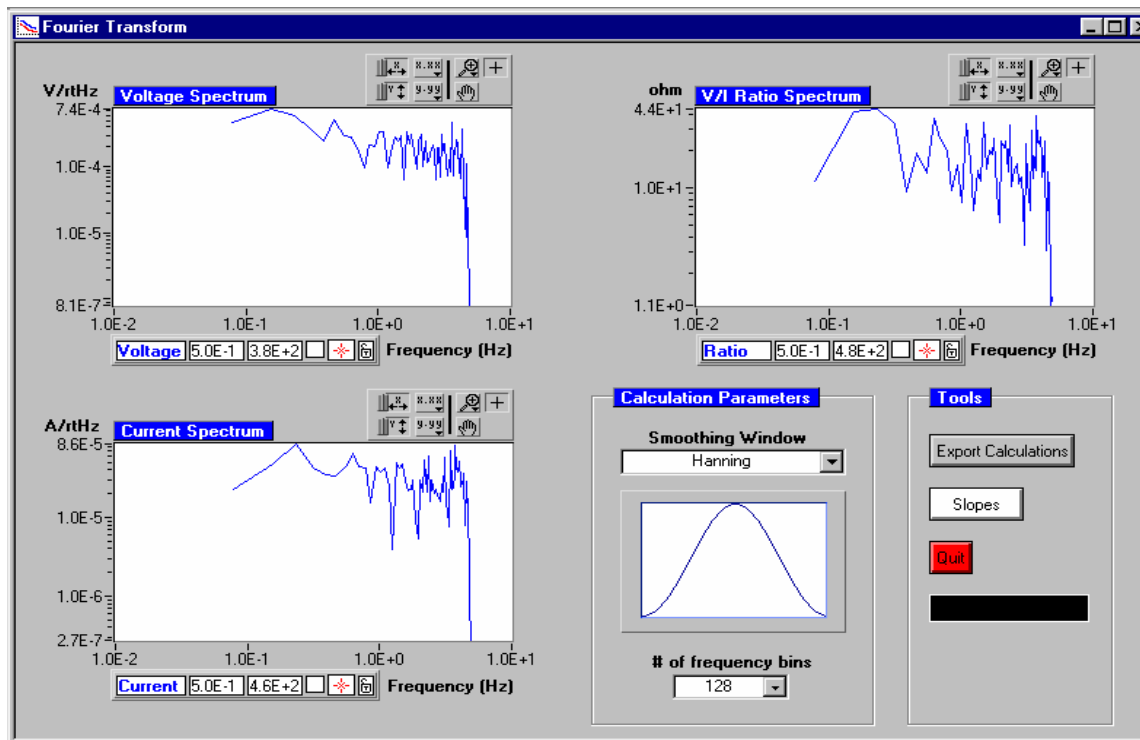 Fourier Transform
V/rtHz
Voltage Spectrum
7.4E-4
1.0E-4
1.0E-5
8.1E-7
1.0E-2 1.0E-1 1.0E+0 1.0E+1
Voltage 5.0E-1 3.8E+2 Frequency (Hz)
ohm
V/I Ratio Spectrum
4.4E+1
1.0E+1
1.1E+0
1.0E-2 1.0E-1 1.0E+0 1.0E+1
Ratio 5.0E-1 4.8E+2 Frequency (Hz)
A/rtHz
Current Spectrum
8.6E-5
1.0E-5
1.0E-6
2.7E-7
1.0E-2 1.0E-1 1.0E+0 1.0E+1
Current 5.0E-1 4.6E+2 Frequency (Hz)
Calculation Parameters
Smoothing Window
Hanning
# of frequency bins
128
Tools
Export Calculations
Slopes
Quit